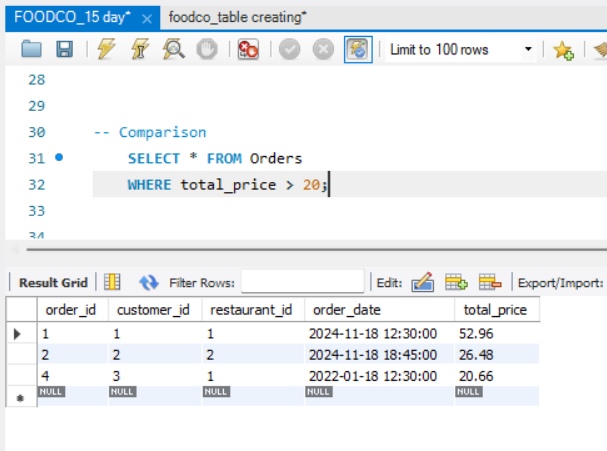 FOODCO_15 day* × foodco_table creating*
Limit to 100 rows
28
29
30 -- Comparison
31 SELECT * FROM Orders
32 WHERE total_price > 20;
33
34
Result Grid Filter Rows: Edit: Export/Import:
order_id customer_id restaurant_id order_date total_price
1 1 1 2024-11-18 12:30:00 52.96
2 2 2 2024-11-18 18:45:00 26.48
4 3 1 2022-01-18 12:30:00 20.66
NULL NULL NULL NULL NULL